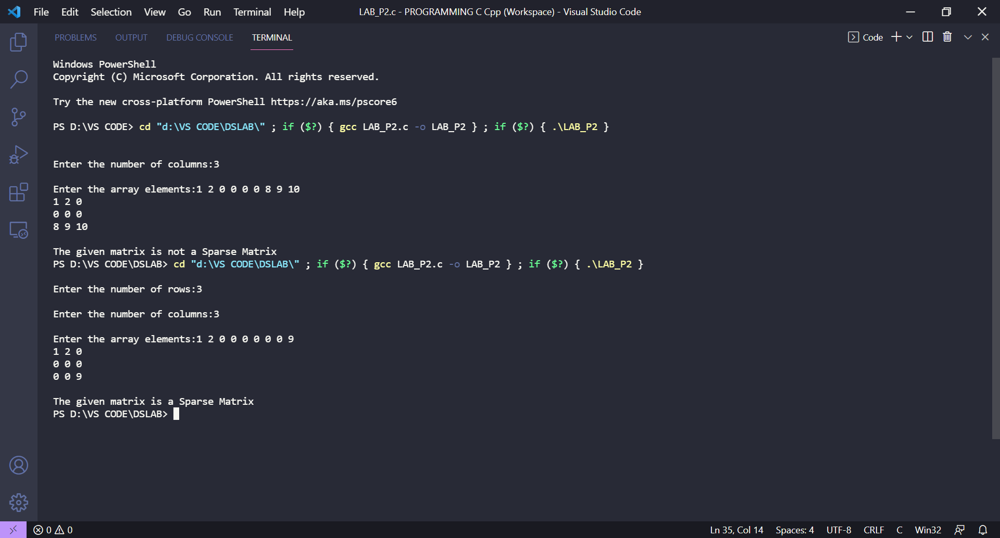 File Edit Selection View Go Run Terminal Help LAB_P2.c - PROGRAMMING C Cpp (Workspace) - Visual Studio Code
PROBLEMS OUTPUT DEBUG CONSOLE TERMINAL Code
Windows PowerShell
Copyright (C) Microsoft Corporation. All rights reserved.
Try the new cross-platform PowerShell https://aka.ms/pscore6
PS D:\VS CODE> cd "d:\VS CODE\DSLAB\" ; if ($?) { gcc LAB_P2.c -o LAB_P2 } ; if ($?) { .\LAB_P2 }
Enter the number of columns:3
Enter the array elements:1 2 0 0 0 0 8 9 10
1 2 0
0 0 0
8 9 10
The given matrix is not a Sparse Matrix
PS D:\VS CODE\DSLAB> cd "d:\VS CODE\DSLAB\" ; if ($?) { gcc LAB_P2.c -o LAB_P2 } ; if ($?) { .\LAB_P2 }
Enter the number of rows:3
Enter the number of columns:3
Enter the array elements:1 2 0 0 0 0 0 0 9
1 2 0
0 0 0
0 0 9
The given matrix is a Sparse Matrix
PS D:\VS CODE\DSLAB>
0 0 Ln 35, Col 14 Spaces: 4 UTF-8 CRLF C Win32